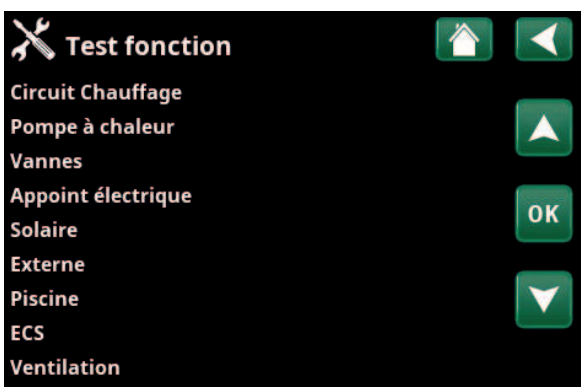 Test fonction
Circuit Chauffage
Pompe à chaleur
Vannes
Appoint électrique
Solaire
OK
Externe
Piscine
ECS
Ventilation